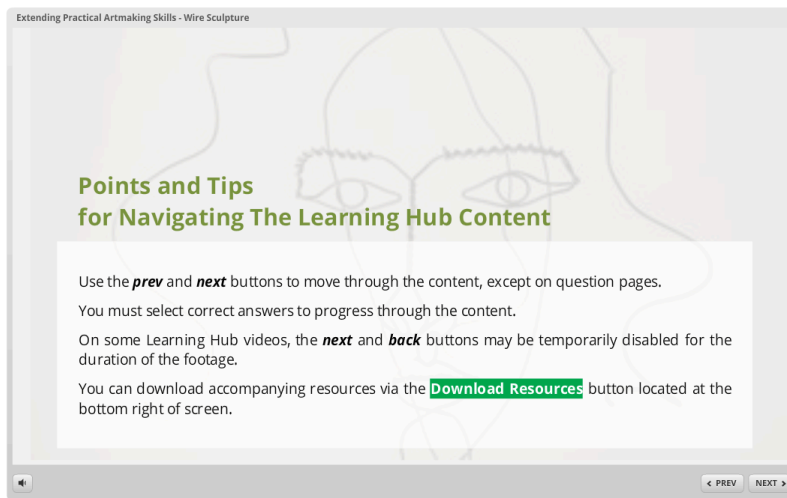 Extending Practical Artmaking Skills - Wire Sculpture
Points and Tips
for Navigating The Learning Hub Content
Use the prev and next buttons to move through the content, except on question pages.
You must select correct answers to progress through the content.
On some Learning Hub videos, the next and back buttons may be temporarily disabled for the
duration of the footage.
You can download accompanying resources via the Download Resources button located at the
bottom right of screen.
< PREV NEXT >